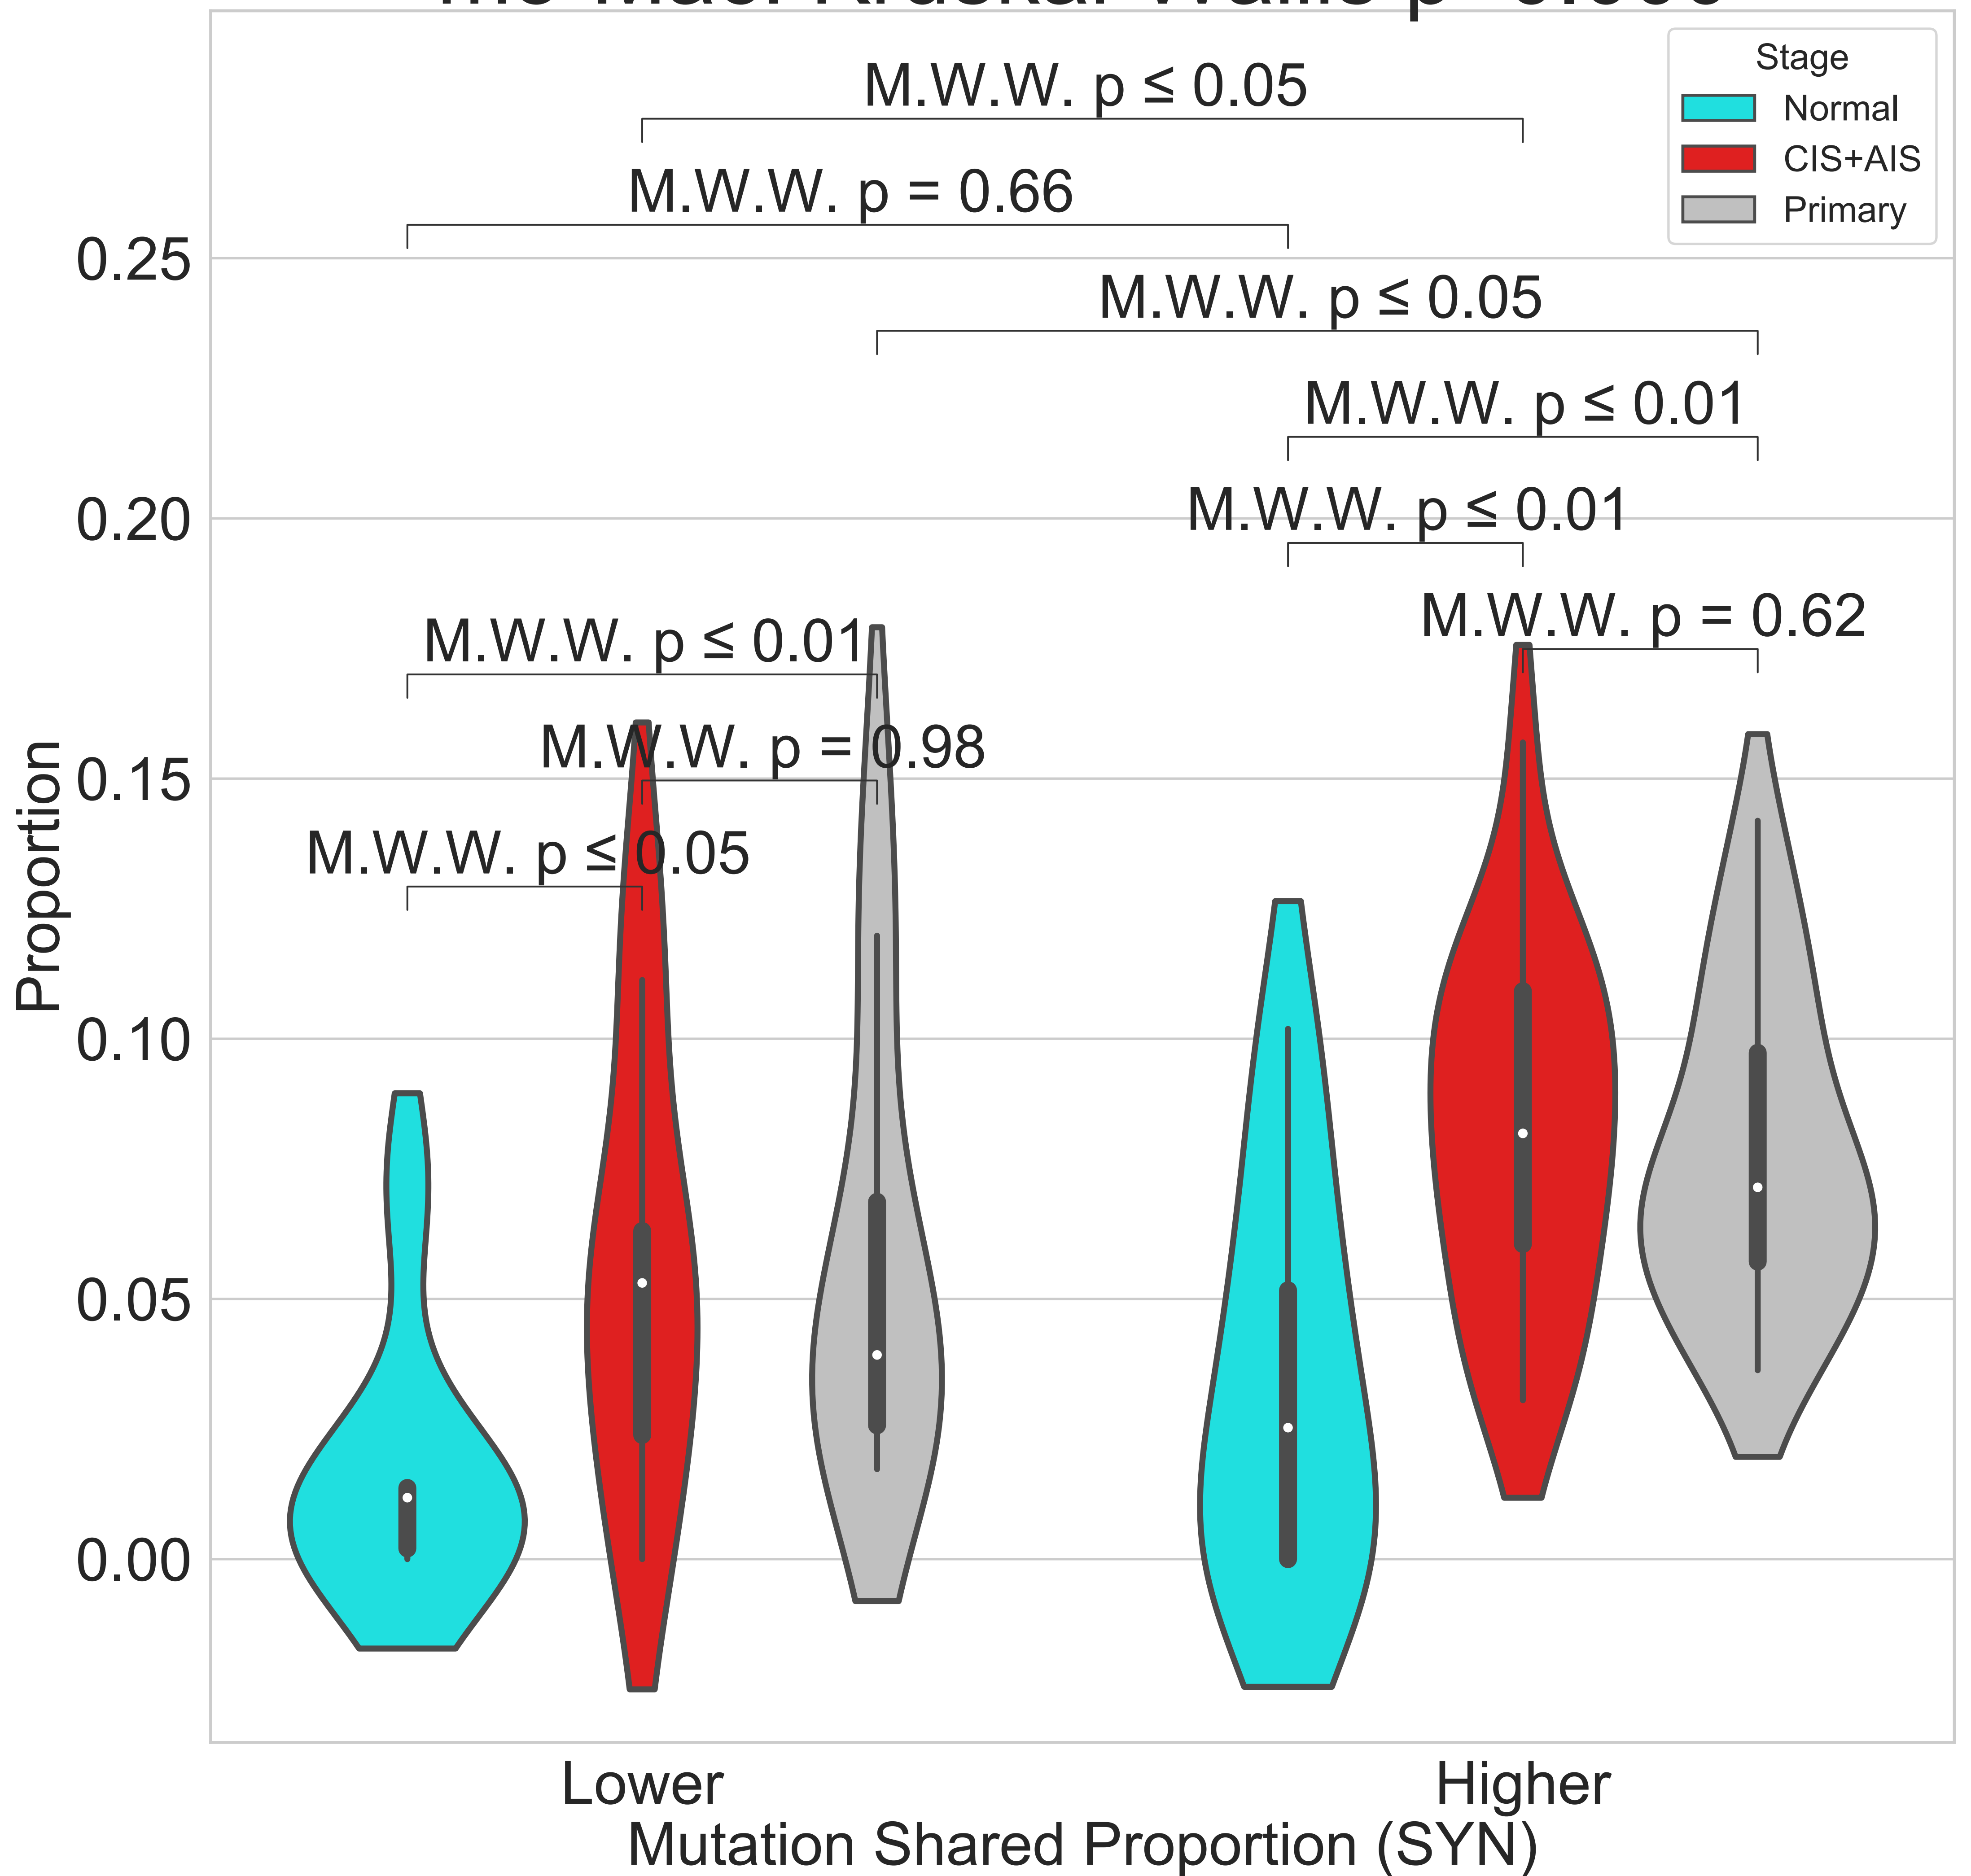 M.W.W. p ≤ 0.05
M.W.W. p = 0.66
M.W.W. p ≤ 0.05
M.W.W. p ≤ 0.01
M.W.W. p ≤ 0.01
M.W.W. p = 0.62
M.W.W. p ≤ 0.01
M.W.W. p = 0.98
M.W.W. p ≤ 0.05
Stage
Normal
CIS+AIS
Primary
0.25
0.20
0.15
0.10
0.05
0.00
Proportion
Lower
Higher
Mutation Shared Proportion (SYN)